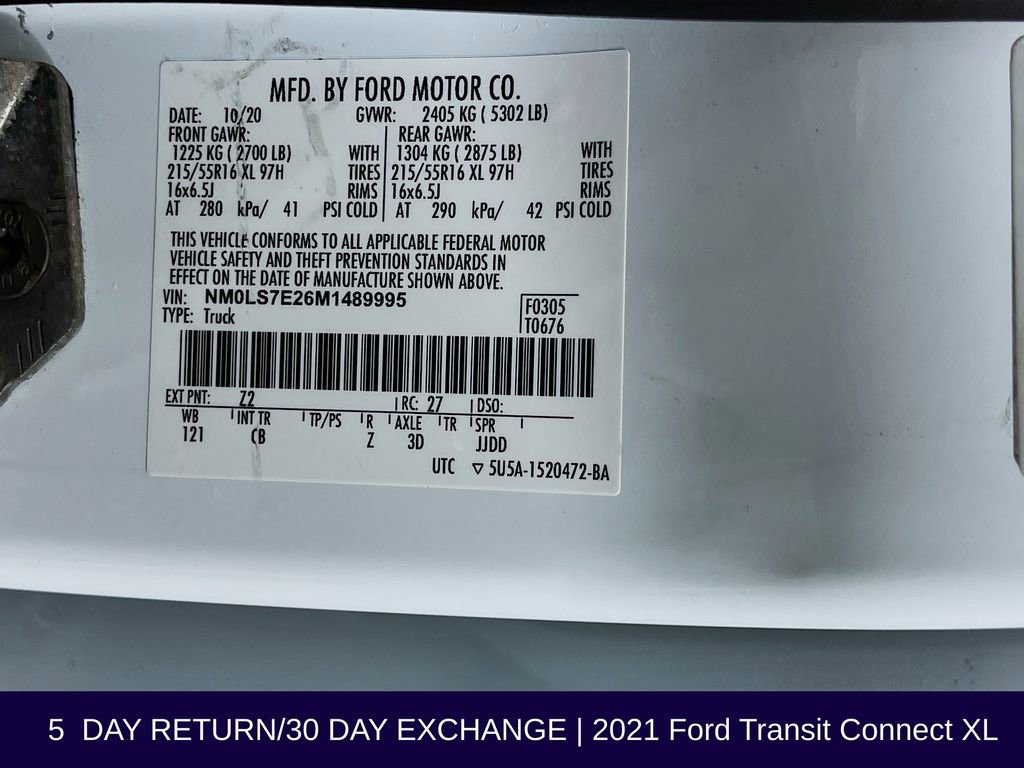 MFD. BY FORD MOTOR CO.
DATE: 10/20 GVWR: 2405 KG ( 5302 LB)
FRONT GAWR: REAR GAWR:
1225 KG ( 2700 LB) WITH 1304 KG ( 2875 LB) WITH
215/55R16 XL 97H TIRES 215/55R16 XL 97H TIRES
16x6.5J RIMS 16x6.5J RIMS
AT 280 kPa/ 41 PSI COLD AT 290 kPa/ 42 PSI COLD
THIS VEHICLE CONFORMS TO ALL APPLICABLE FEDERAL MOTOR
VEHICLE SAFETY AND THEFT PREVENTION STANDARDS IN
EFFECT ON THE DATE OF MANUFACTURE SHOWN ABOVE.
VIN: NM0LS7E26M1489995 F0305
TYPE: Truck T0676
EXT PNT: Z2 RC: 27 DSO:
WB INT TR TP/PS R AXLE TR SPR
121 CB Z 3D JJDD
UTC ▽ 5U5A-1520472-BA
5 DAY RETURN/30 DAY EXCHANGE | 2021 Ford Transit Connect XL